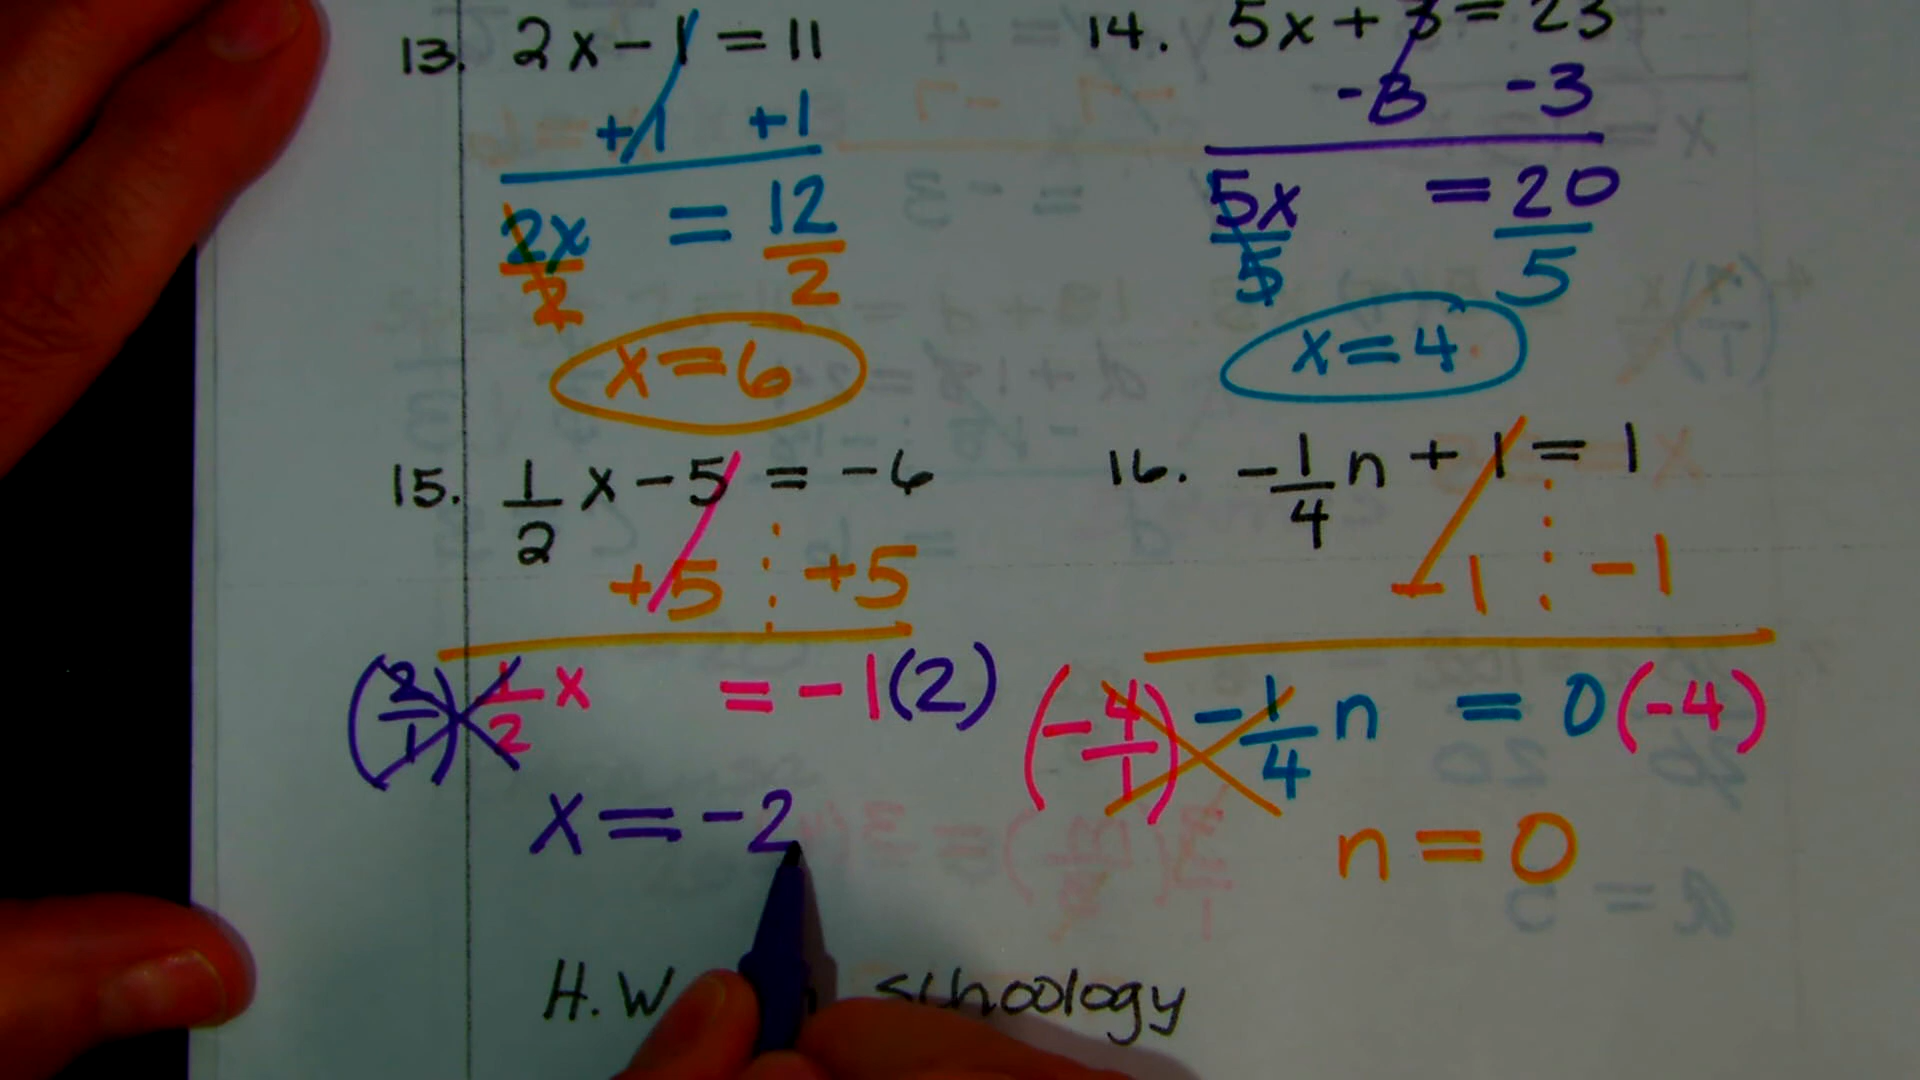 13. 2x - 1 = 11
+1 +1
2x/2 = 12/2
x = 6
14. 5x + 3 = 23
-3 -3
5x/5 = 20/5
x = 4
15. 1/2 x - 5 = -6
+5 +5
(2/1) 1/2 x = -1(2)
x = -2
16. -1/4 n + 1 = 1
-1 -1
(-4/1) -1/4 n = 0(-4)
n = 0
H.W schoology